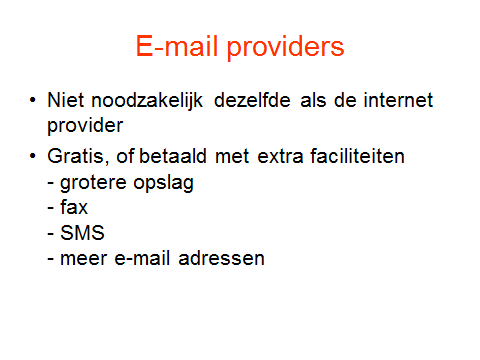 E-mail providers
• Niet noodzakelijk dezelfde als de internet
provider
• Gratis, of betaald met extra faciliteiten
- grotere opslag
- fax
- SMS
- meer e-mail adressen